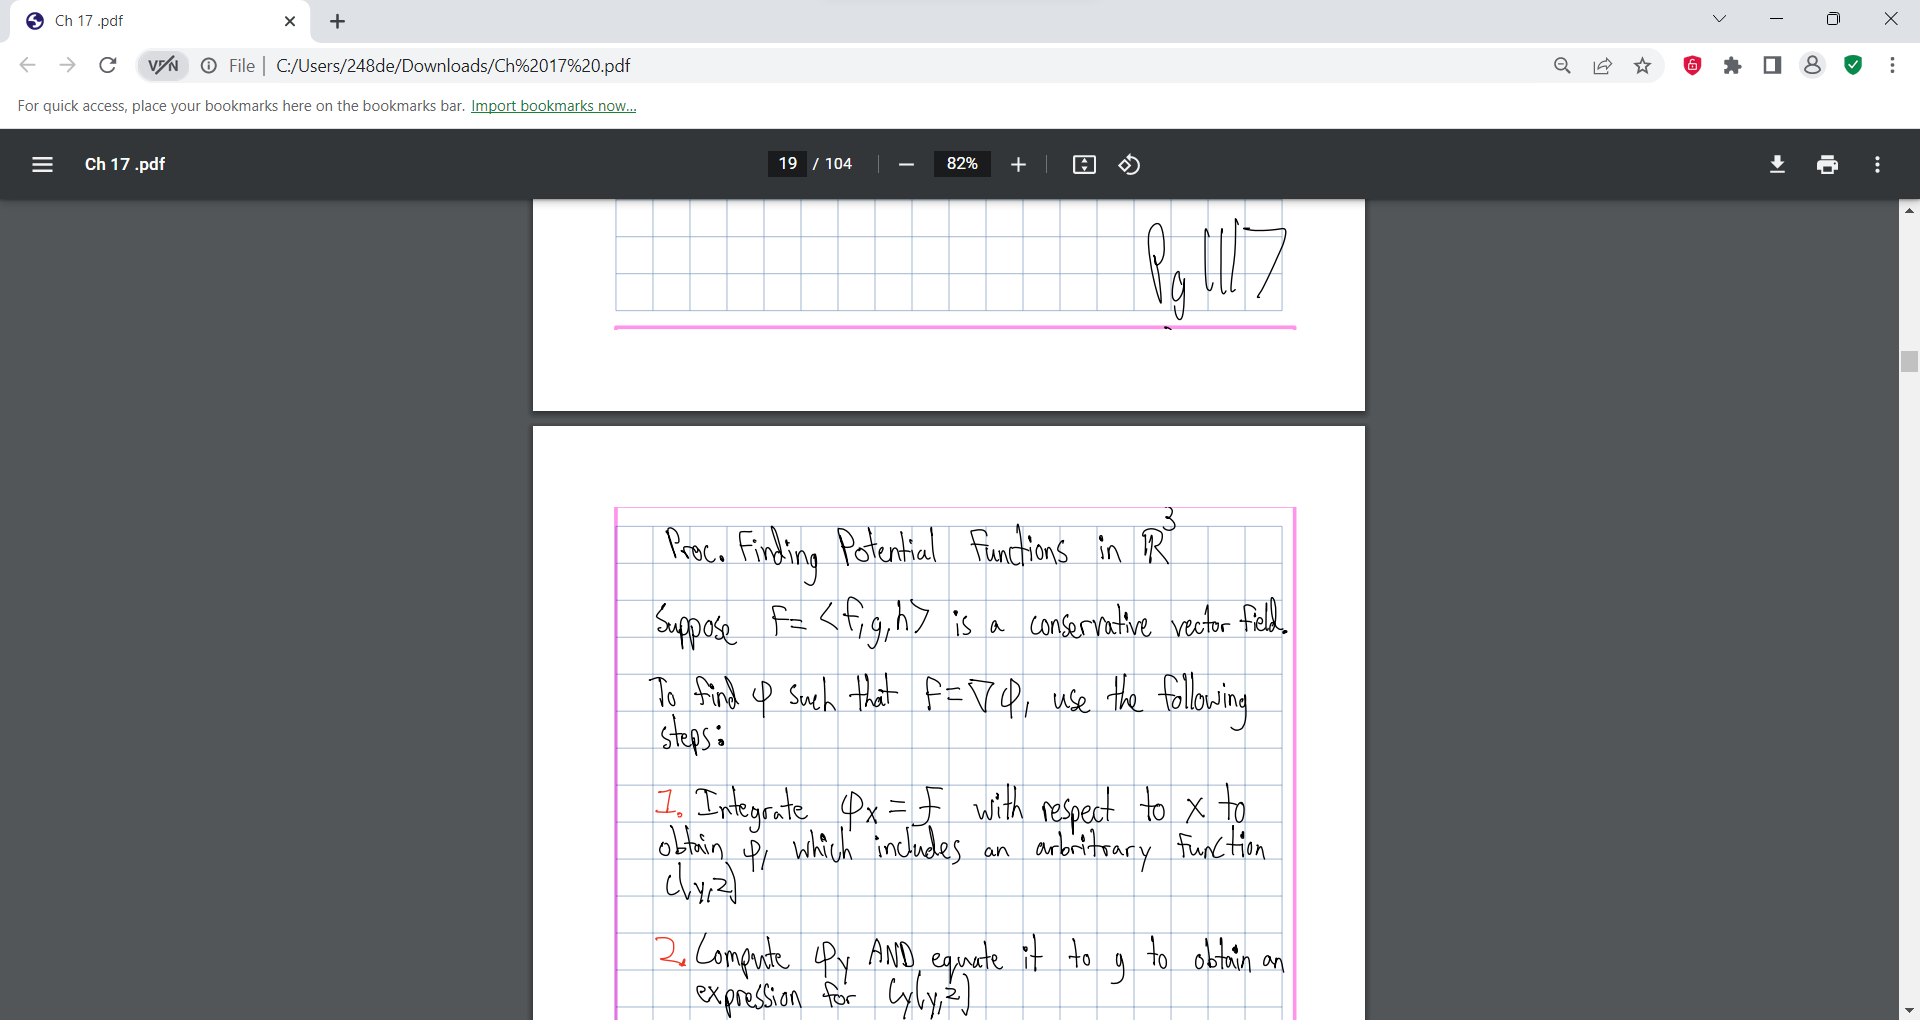 Ch 17 .pdf
VPN File C:/Users/248de/Downloads/Ch%2017%20.pdf
For quick access, place your bookmarks here on the bookmarks bar. Import bookmarks now...
Ch 17 .pdf 19 / 104 82%
Pg 1117
Proc. Finding Potential Functions in ℝ³
Suppose F = <f,g,h> is a conservative vector field.
To find φ such that F=∇φ, use the following
steps:
1. Integrate φx = f with respect to x to
obtain φ, which includes an arbritrary function
C(y,z)
2. Compute φy AND equate it to g to obtain an
expression for Cy(y,z)